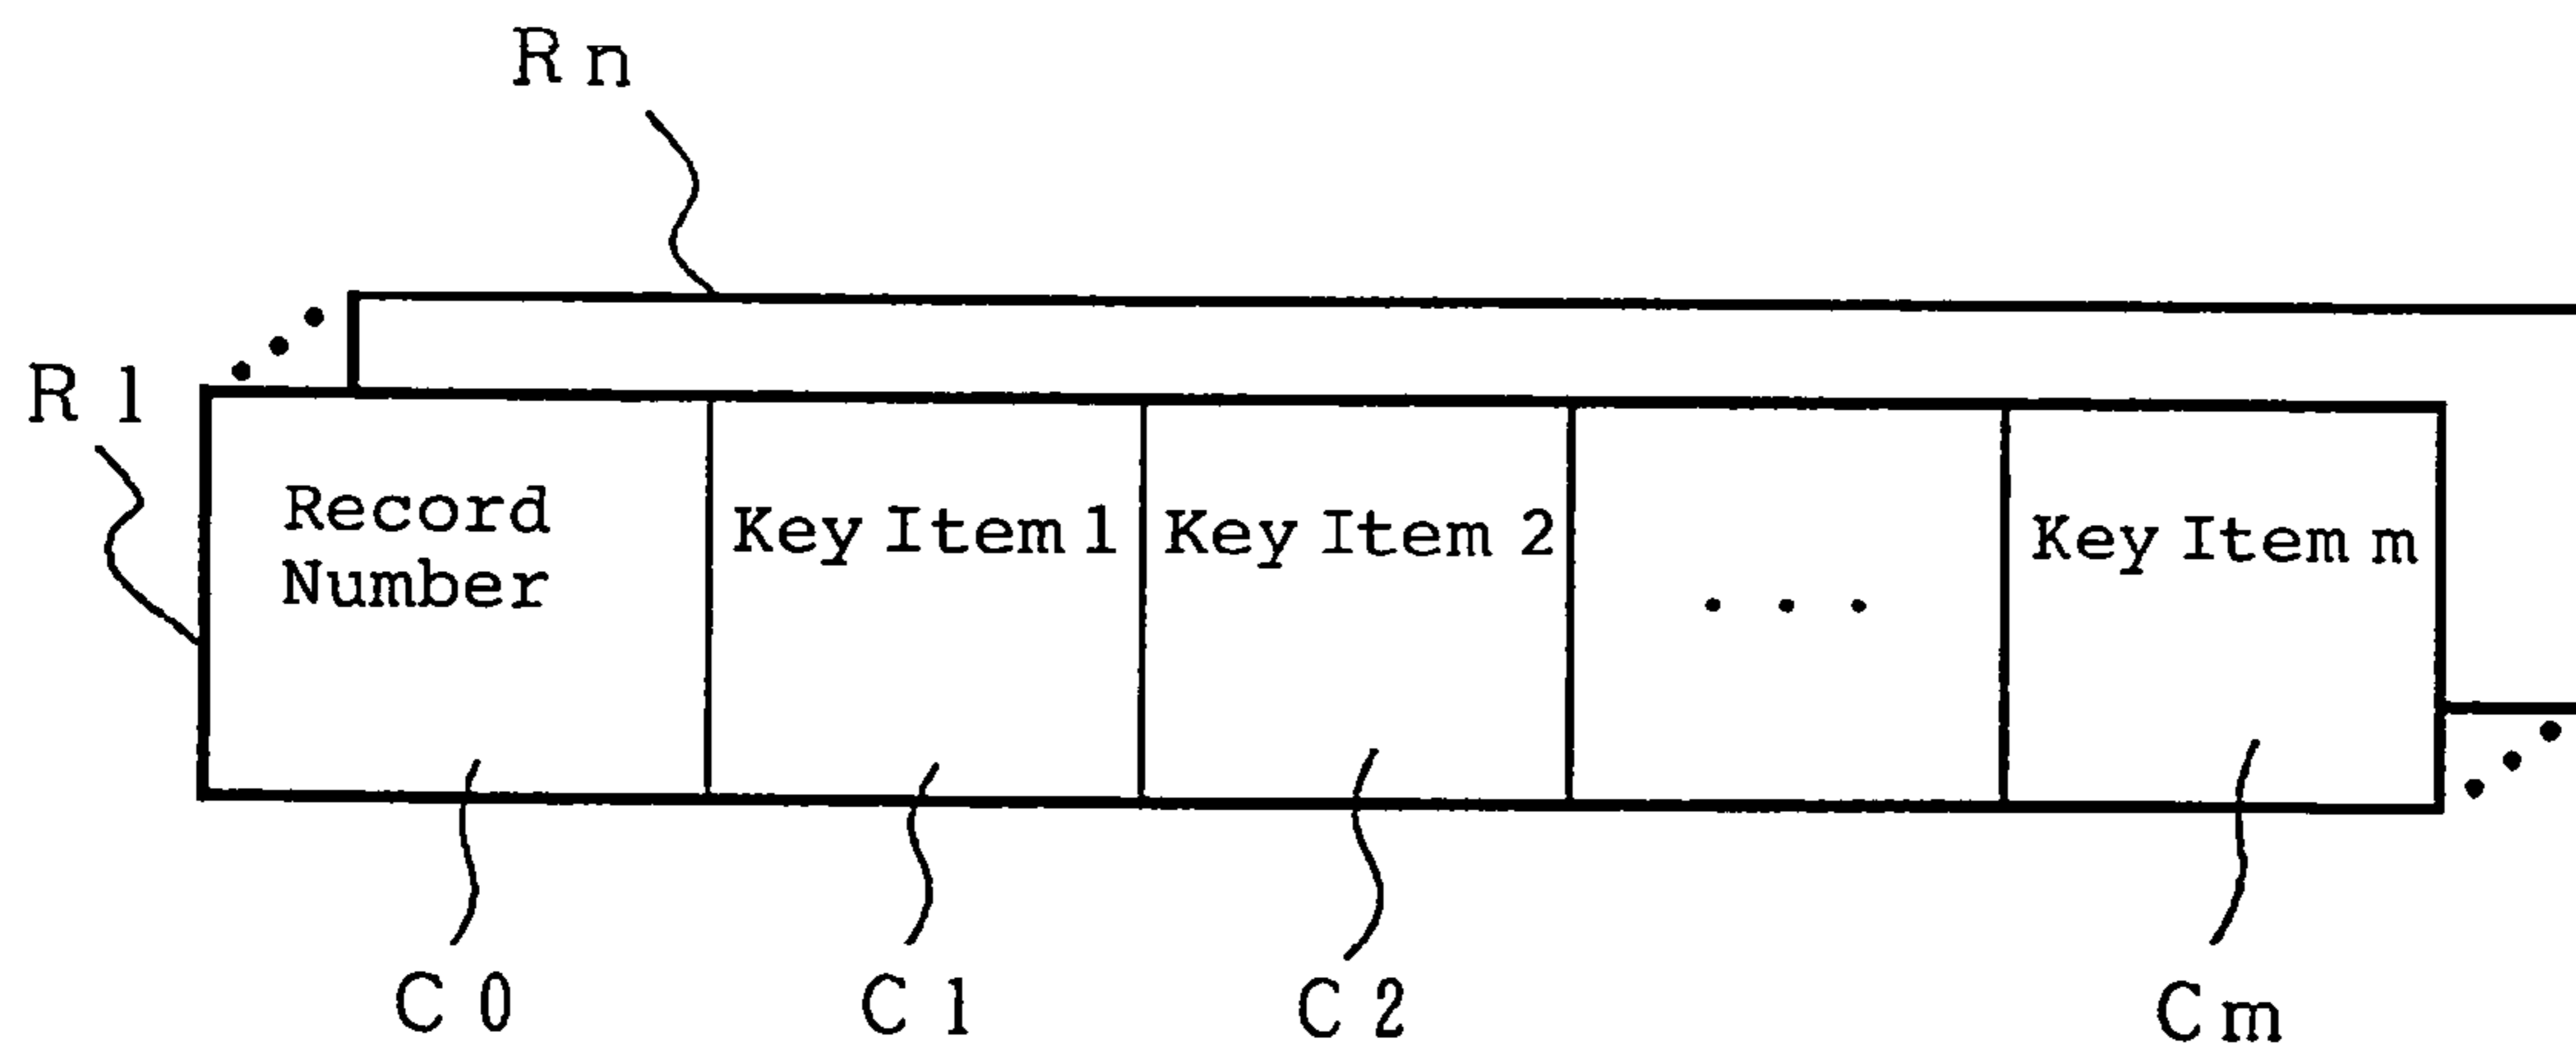 Rn
R1
Record
Number
Key Item 1
Key Item 2
. . .
Key Item m
C0
C1
C2
Cm